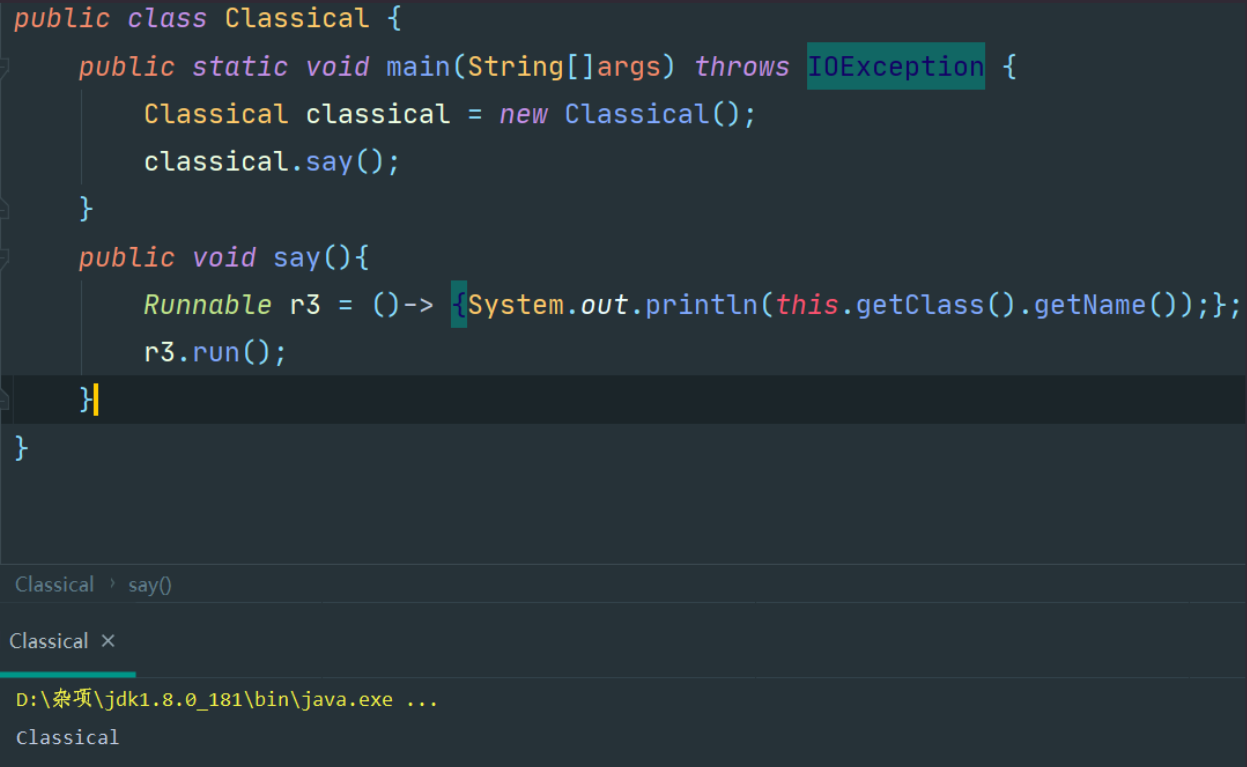 public class Classical {
    public static void main(String[]args) throws IOException {
        Classical classical = new Classical();
        classical.say();
    }
    public void say(){
        Runnable r3 = ()-> {System.out.println(this.getClass().getName());};
        r3.run();
    }
}
Classical › say()
Classical ×
D:\杂项\jdk1.8.0_181\bin\java.exe ...
Classical